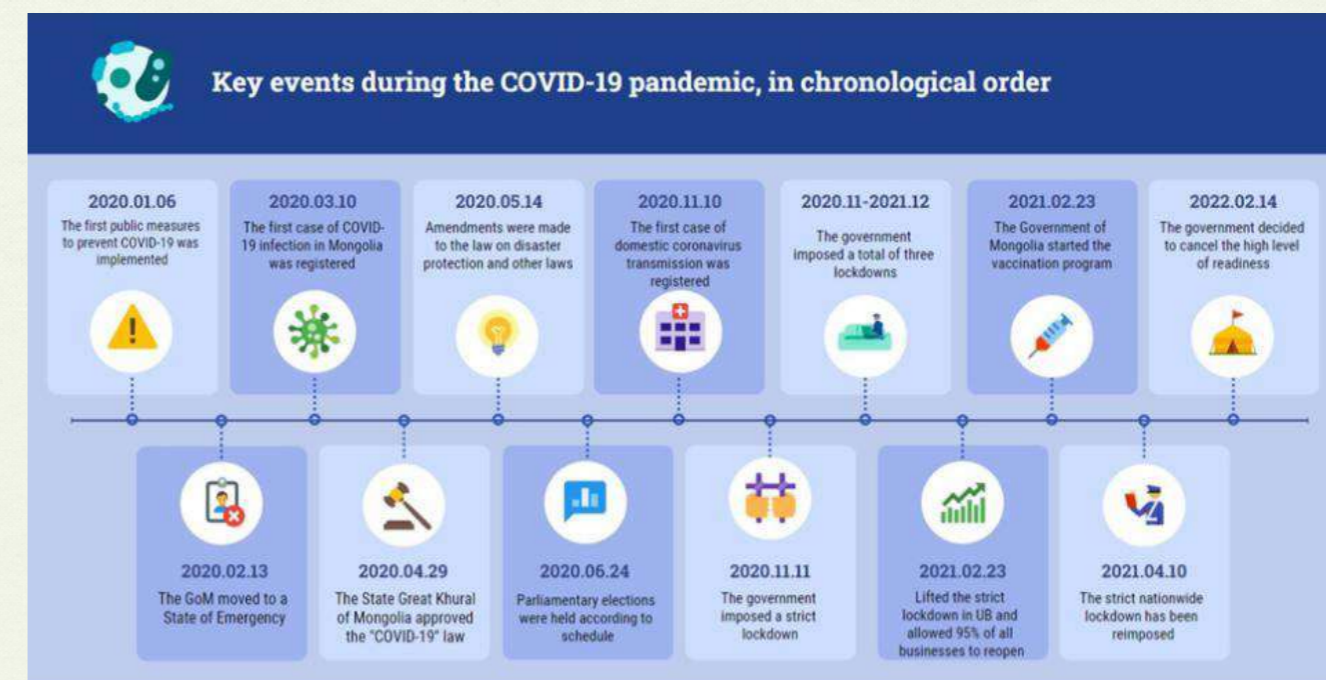 Key events during the COVID-19 pandemic, in chronological order
2020.01.06
The first public measures
to prevent COVID-19 was
implemented
2020.03.10
The first case of COVID-
19 infection in Mongolia
was registered
2020.05.14
Amendments were made
to the law on disaster
protection and other laws
2020.11.10
The first case of
domestic coronavirus
transmission was
registered
2020.11-2021.12
The government
imposed a total of three
lockdowns
2021.02.23
The Government of
Mongolia started the
vaccination program
2022.02.14
The government decided
to cancel the high level
of readiness
2020.02.13
The GoM moved to a
State of Emergency
2020.04.29
The State Great Khural
of Mongolia approved
the "COVID-19" law
2020.06.24
Parliamentary elections
were held according to
schedule
2020.11.11
The government
imposed a strict
lockdown
2021.02.23
Lifted the strict
lockdown in UB and
allowed 95% of all
businesses to reopen
2021.04.10
The strict nationwide
lockdown has been
reimposed